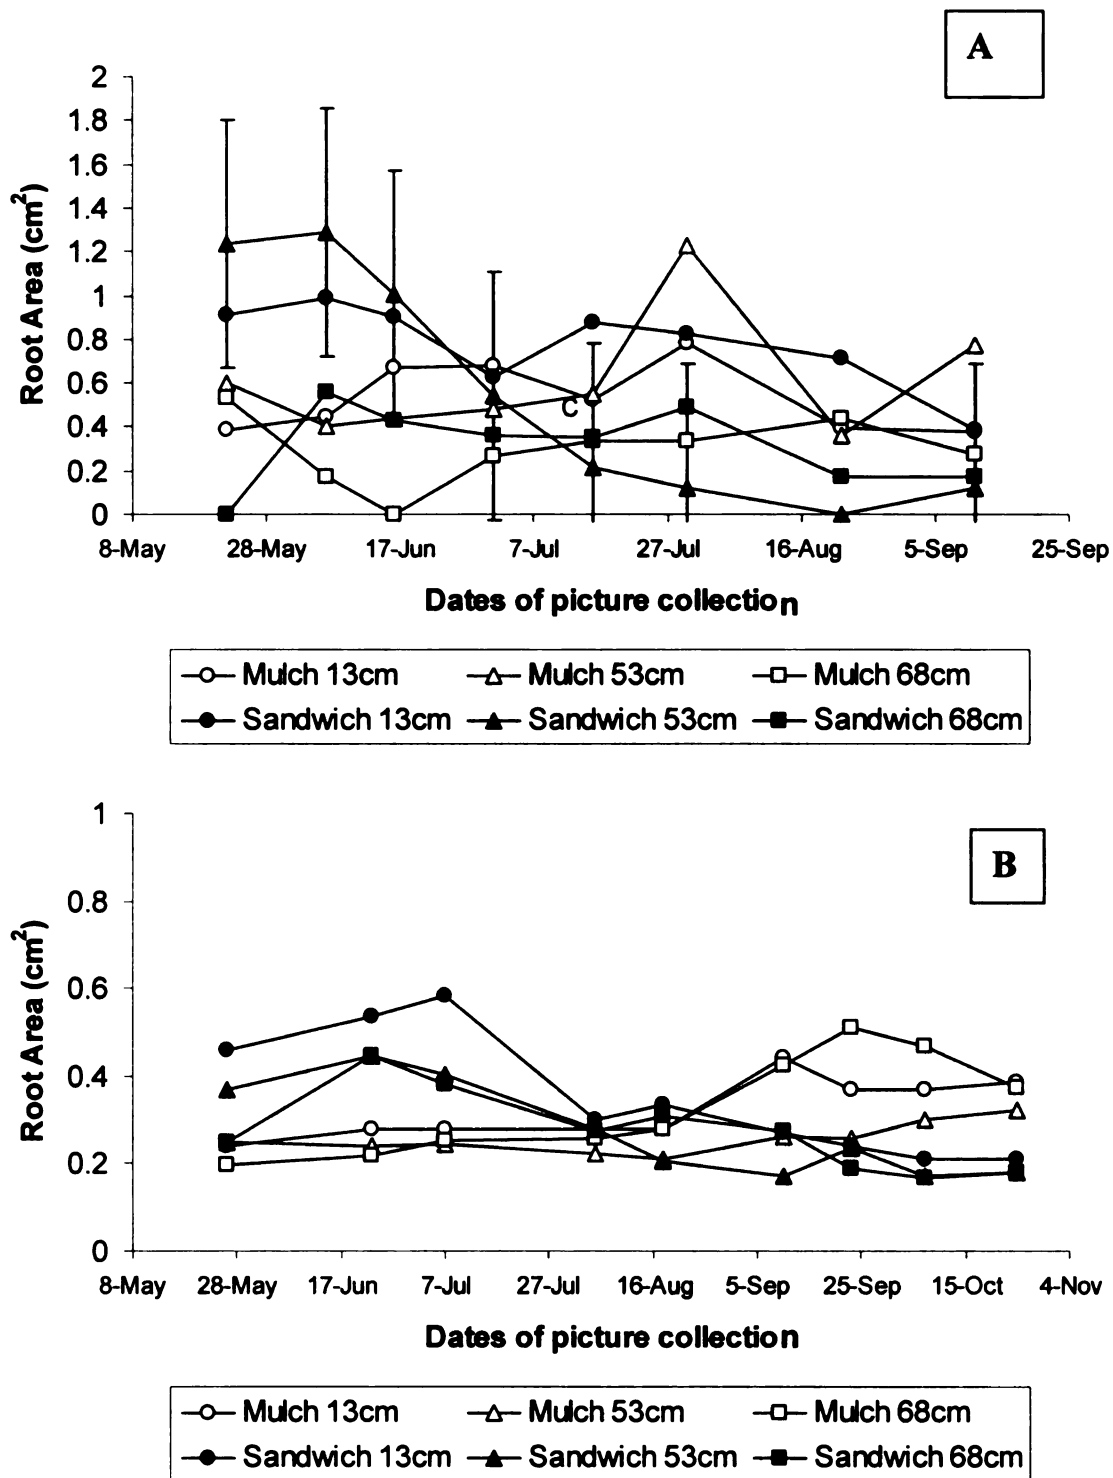 A
2
1.8
1.6
1.4
1.2
1
0.8
0.6
0.4
0.2
0
Root Area (cm²)
C
8-May 28-May 17-Jun 7-Jul 27-Jul 16-Aug 5-Sep 25-Sep
Dates of picture collection
Mulch 13cm Mulch 53cm Mulch 68cm
Sandwich 13cm Sandwich 53cm Sandwich 68cm
B
1
0.8
0.6
0.4
0.2
0
Root Area (cm²)
8-May 28-May 17-Jun 7-Jul 27-Jul 16-Aug 5-Sep 25-Sep 15-Oct 4-Nov
Dates of picture collection
Mulch 13cm Mulch 53cm Mulch 68cm
Sandwich 13cm Sandwich 53cm Sandwich 68cm